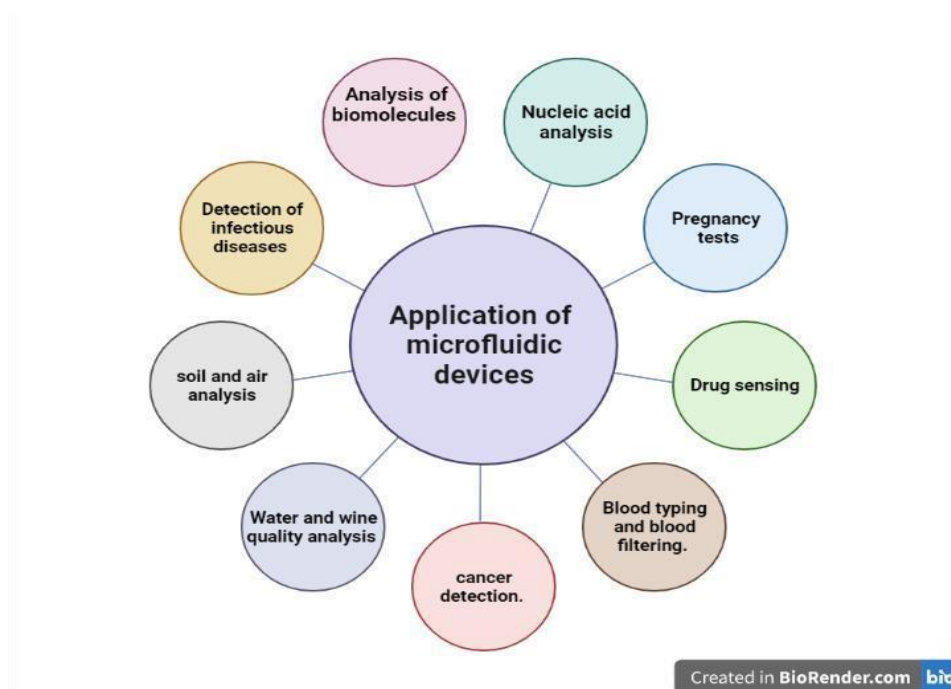 Analysis of
biomolecules
Nucleic acid
analysis
Detection of
infectious
diseases
Pregnancy
tests
Application of
microfluidic
devices
soil and air
analysis
Drug sensing
Water and wine
quality analysis
Blood typing
and blood
filtering.
cancer
detection.
Created in BioRender.com